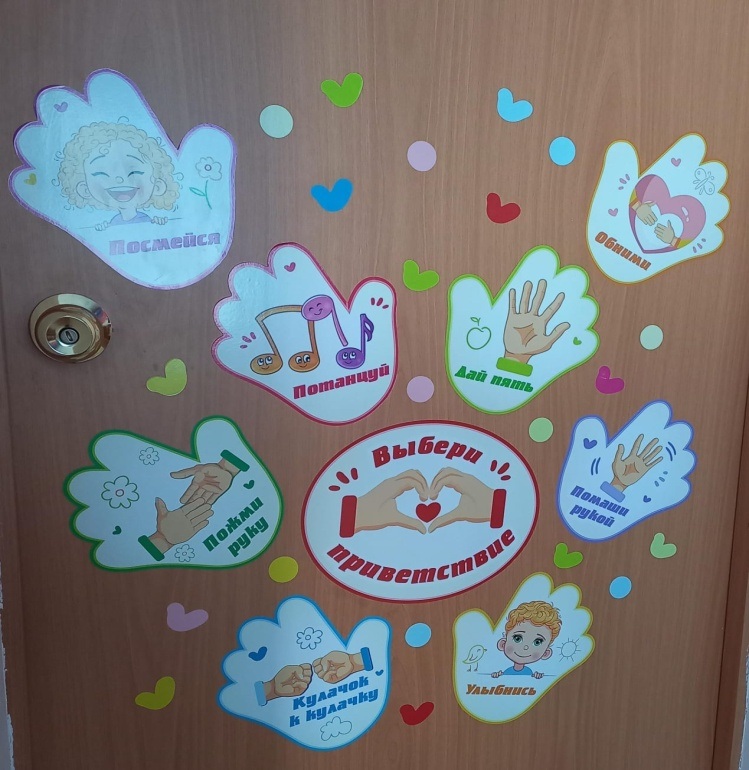 Посмейся
Обними
Потанцуй
Дай пять
Выбери
приветствие
Пожми
руку
Помаши
рукой
Кулачок
к кулачку
Улыбнись